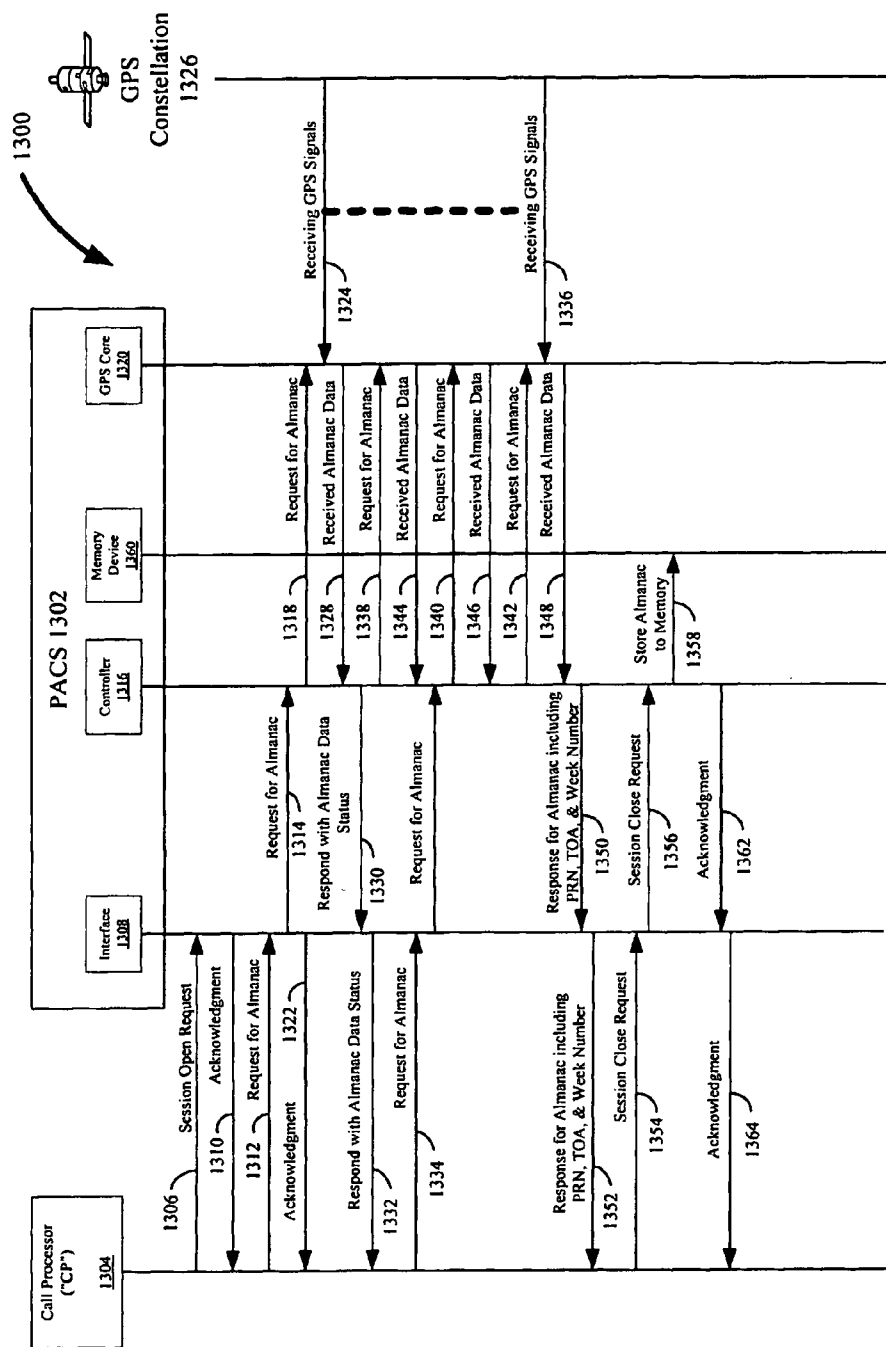 1300
GPS
Constellation
1326
PACS 1302
Call Processor
("CP")
1304
Interface
1308
Controller
1316
Memory
Device
1360
GPS Core
1320
Session Open Request
1306
Acknowledgment
1310
Request for Almanac
1312
Request for Almanac
1314
Request for Almanac
1318
Acknowledgment
1322
Receiving GPS Signals
1324
Received Almanac Data
1328
Respond with Almanac Data
Status
1330
Respond with Almanac Data Status
1332
Request for Almanac
1334
Request for Almanac
Request for Almanac
1338
Received Almanac Data
1344
Request for Almanac
1340
Received Almanac Data
1346
Request for Almanac
1342
Receiving GPS Signals
1336
Received Almanac Data
1348
Response for Almanac including
PRN, TOA, & Week Number
1350
Response for Almanac including
PRN, TOA, & Week Number
1352
Session Close Request
1354
Session Close Request
1356
Store Almanac
to Memory
1358
Acknowledgment
1362
Acknowledgment
1364